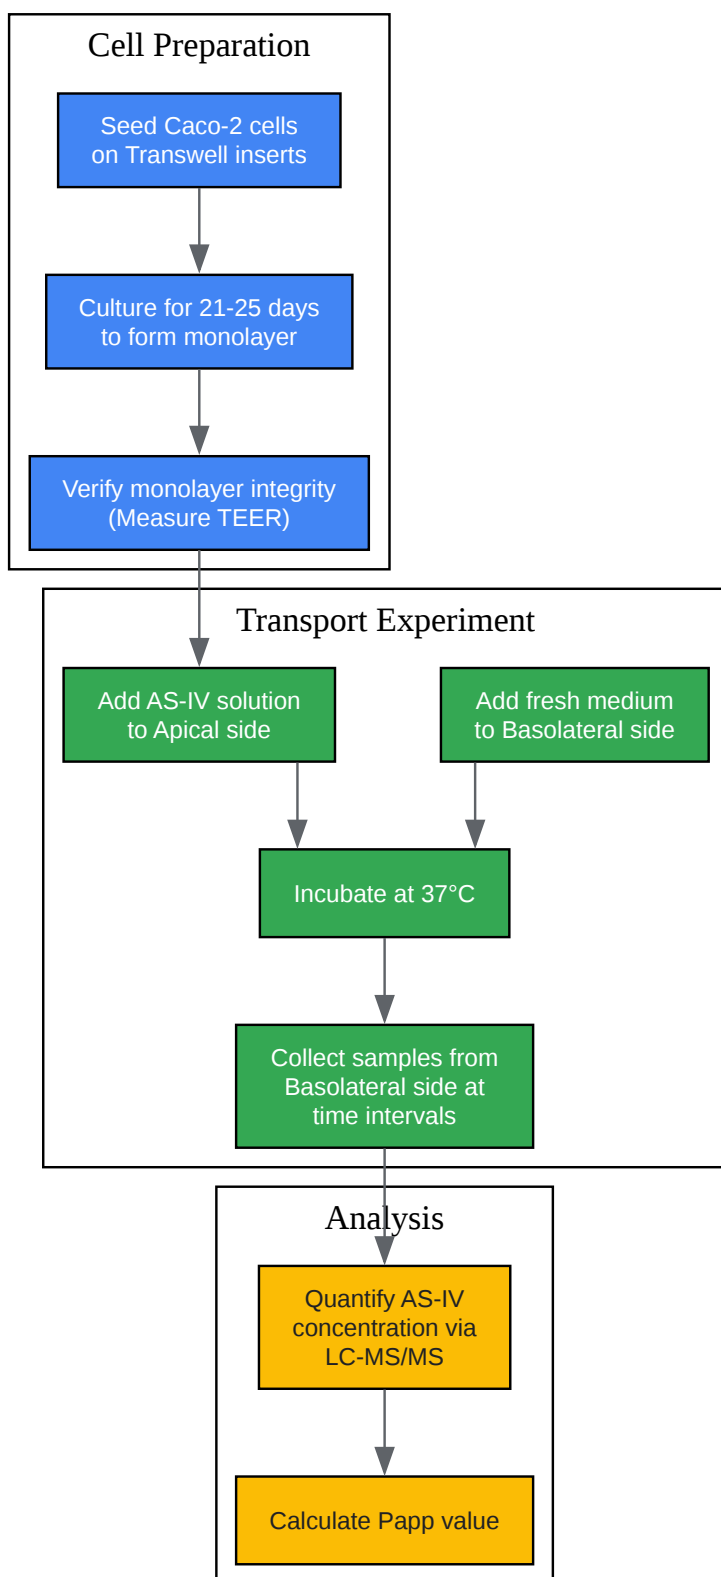 Cell Preparation
Seed Caco-2 cells
on Transwell inserts
Culture for 21-25 days
to form monolayer
Verify monolayer integrity
(Measure TEER)
Transport Experiment
Add AS-IV solution
to Apical side
Add fresh medium
to Basolateral side
Incubate at 37°C
Collect samples from
Basolateral side at
time intervals
Analysis
Quantify AS-IV
concentration via
LC-MS/MS
Calculate Papp value